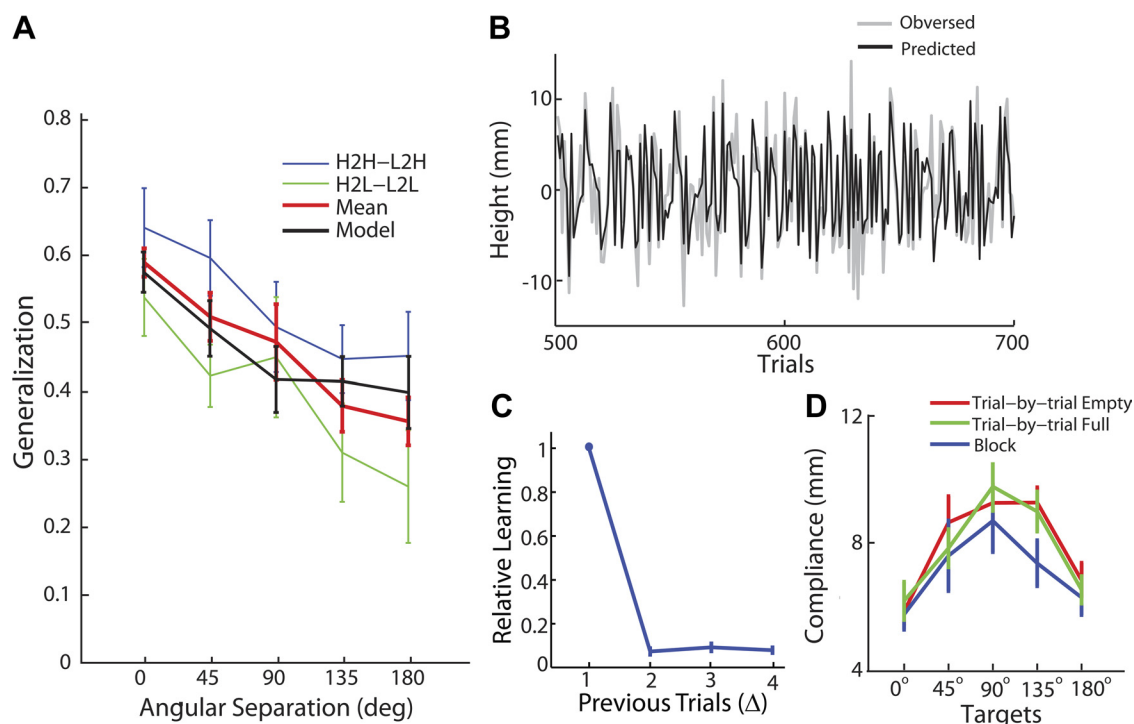 A
0.8
0.7
0.6
0.5
0.4
0.3
0.2
0.1
0
Generalization
H2H–L2H
H2L–L2L
Mean
Model
0
45
90
135
180
Angular Separation (deg)
B
Obversed
Predicted
10
0
-10
Height (mm)
500
600
700
Trials
C
1
0.8
0.6
0.4
0.2
0
Relative Learning
1
2
3
4
Previous Trials (Δ)
D
Trial–by–trial Empty
Trial–by–trial Full
Block
12
8
4
Compliance (mm)
0°
45°
90°
135°
180°
Targets